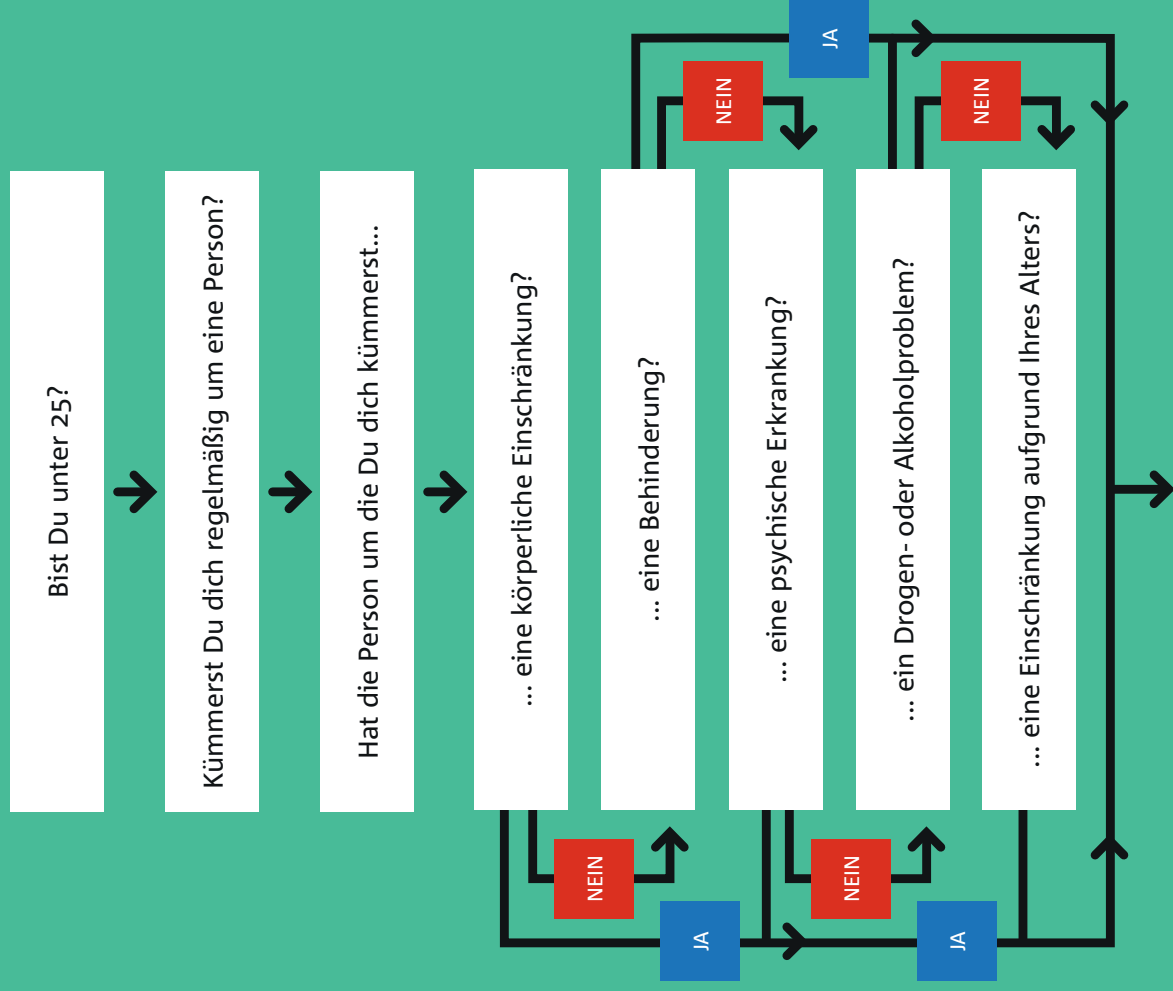 Bist Du unter 25?
Kümmerst Du dich regelmäßig um eine Person?
Hat die Person um die Du dich kümmerst...
... eine körperliche Einschränkung?
NEIN
JA
... eine Behinderung?
NEIN
JA
... eine psychische Erkrankung?
NEIN
JA
... ein Drogen- oder Alkoholproblem?
NEIN
... eine Einschränkung aufgrund Ihres Alters?